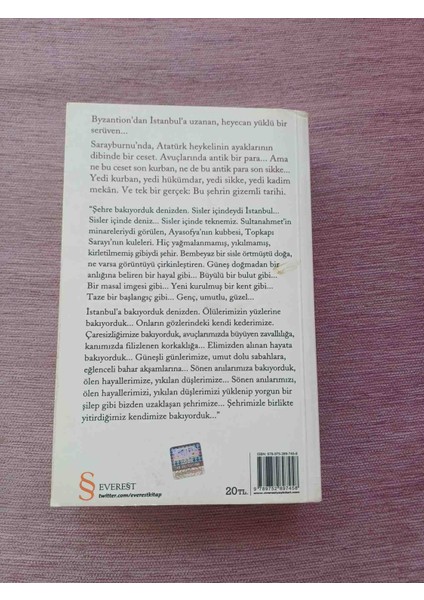 Byzantion'dan İstanbul'a uzanan, heyecan yüklü bir
serüven...
Sarayburnu'nda, Atatürk heykelinin ayaklarının
dibinde bir ceset. Avuçlarında antik bir para... Ama
ne bu ceset son kurban, ne de bu antik para son sikke...
Yedi kurban, yedi hükümdar, yedi sikke, yedi kadim
mekân. Ve tek bir gerçek: Bu şehrin gizemli tarihi.
"Şehre bakıyorduk denizden. Sisler içindeydi İstanbul...
Sisler içinde deniz... Sisler içinde teknemiz. Sultanahmet'in
minareleriydi görülen, Ayasofya'nın kubbesi, Topkapı
Sarayı'nın kuleleri. Hiç yağmalanmamış, yıkılmamış,
kirletilmemiş gibiydi şehir. Bembeyaz bir sisle örtmüştü doğa,
ne varsa görüntüyü çirkinleştiren. Güneş doğmadan bir
anlığına beliren bir hayal gibi... Büyülü bir bulut gibi...
Bir masal imgesi gibi... Yeni kurulmuş bir kent gibi...
Taze bir başlangıç gibi... Genç, umutlu, güzel...
İstanbul'a bakıyorduk denizden. Ölülerimizin yüzlerine
bakıyorduk... Onların gözlerindeki kendi kederimize.
Çaresizliğimize bakıyorduk, avuçlarımızda büyüyen zavallılığa,
kanımızda filizlenen korkaklığa... Elimizden alınan hayata
bakıyorduk... Güneşli günlerimize, umut dolu sabahlara,
eğlenceli bahar akşamlarına... Sönen anılarımıza bakıyorduk,
ölen hayallerimize, yıkılan düşlerimize... Sönen anılarımızı,
ölen hayallerimizi, yıkılan düşlerimizi yüklenip yorgun bir
şilep gibi bizden uzaklaşan şehrimize... Şehrimizle birlikte
yitirdiğimiz kendimize bakıyorduk..."
EVEREST
twitter.com/everestkitap
20TL
9 789752 897458